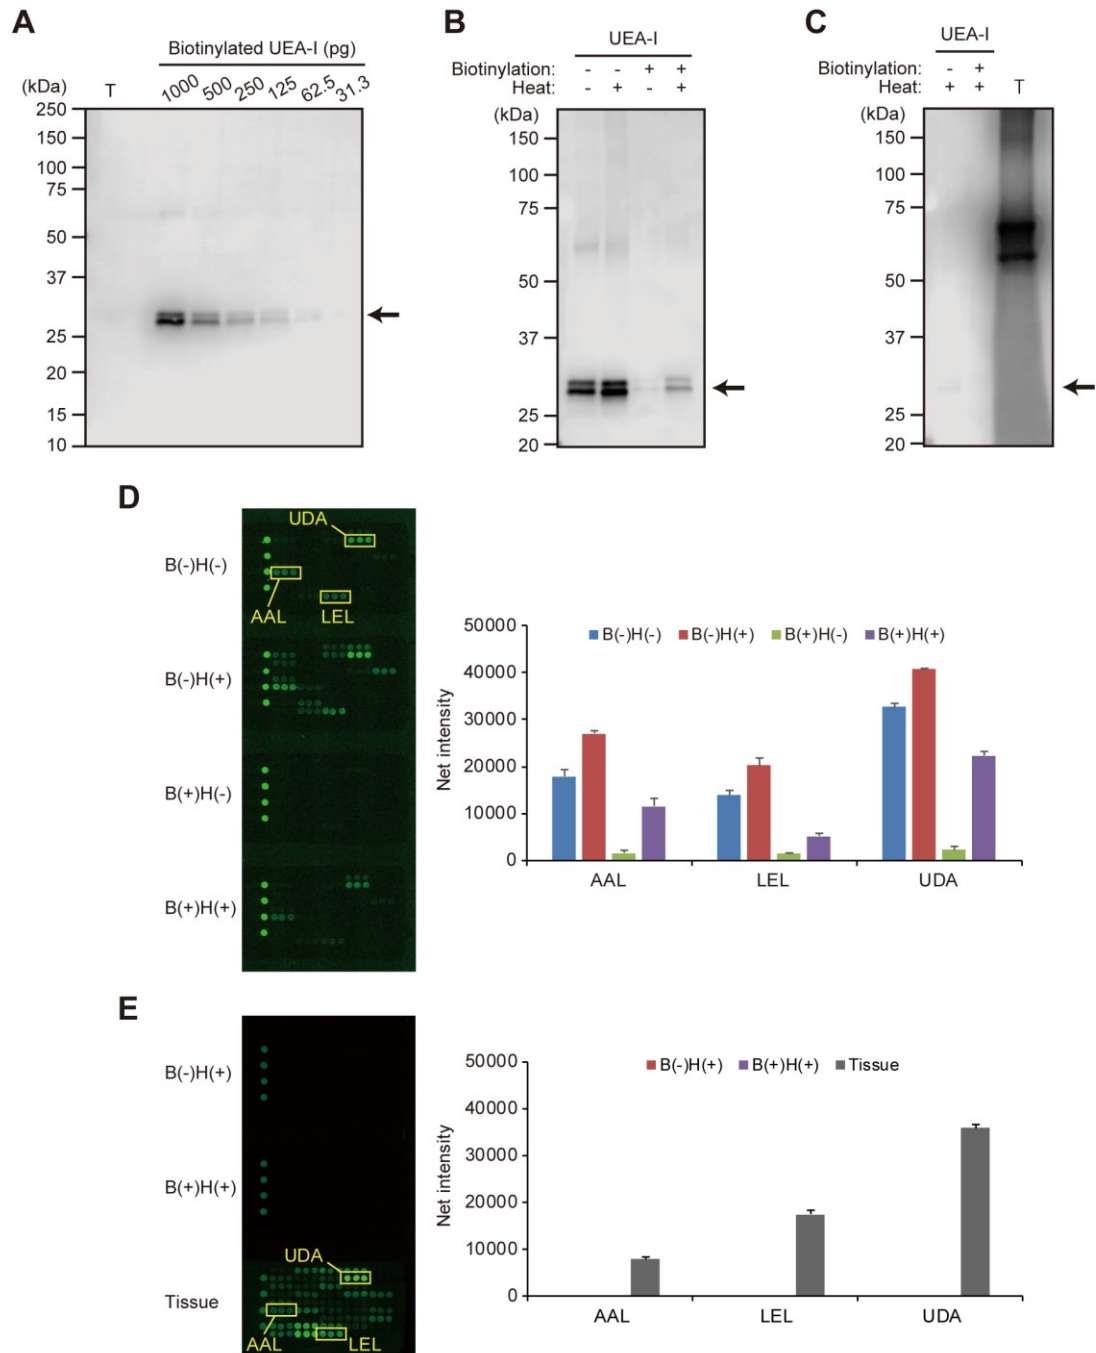 A
Biotinylated UEA-I (pg)
(kDa) T 1000 500 250 125 62.5 31.3
250
150
100
75
50
37
25
20
15
10
B
UEA-I
Biotinylation: - - + +
Heat: - + - +
(kDa)
150
100
75
50
37
25
20
C
UEA-I
Biotinylation: - +
Heat: + + T
(kDa)
150
100
75
50
37
25
20
D
UDA
B(-)H(-)
AAL LEL
B(-)H(+)
B(+)H(-)
B(+)H(+)
50000
40000
30000
20000
10000
0
Net intensity
B(-)H(-) B(-)H(+) B(+)H(-) B(+)H(+)
AAL LEL UDA
E
B(-)H(+)
B(+)H(+)
UDA
Tissue
AAL LEL
50000
40000
30000
20000
10000
0
Net intensity
B(-)H(+) B(+)H(+) Tissue
AAL LEL UDA